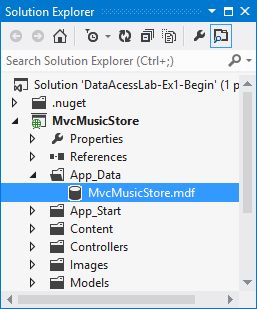 Solution Explorer
Search Solution Explorer (Ctrl+;)
Solution 'DataAcessLab-Ex1-Begin' (1 p
.nuget
MvcMusicStore
Properties
References
App_Data
MvcMusicStore.mdf
App_Start
Content
Controllers
Images
Models